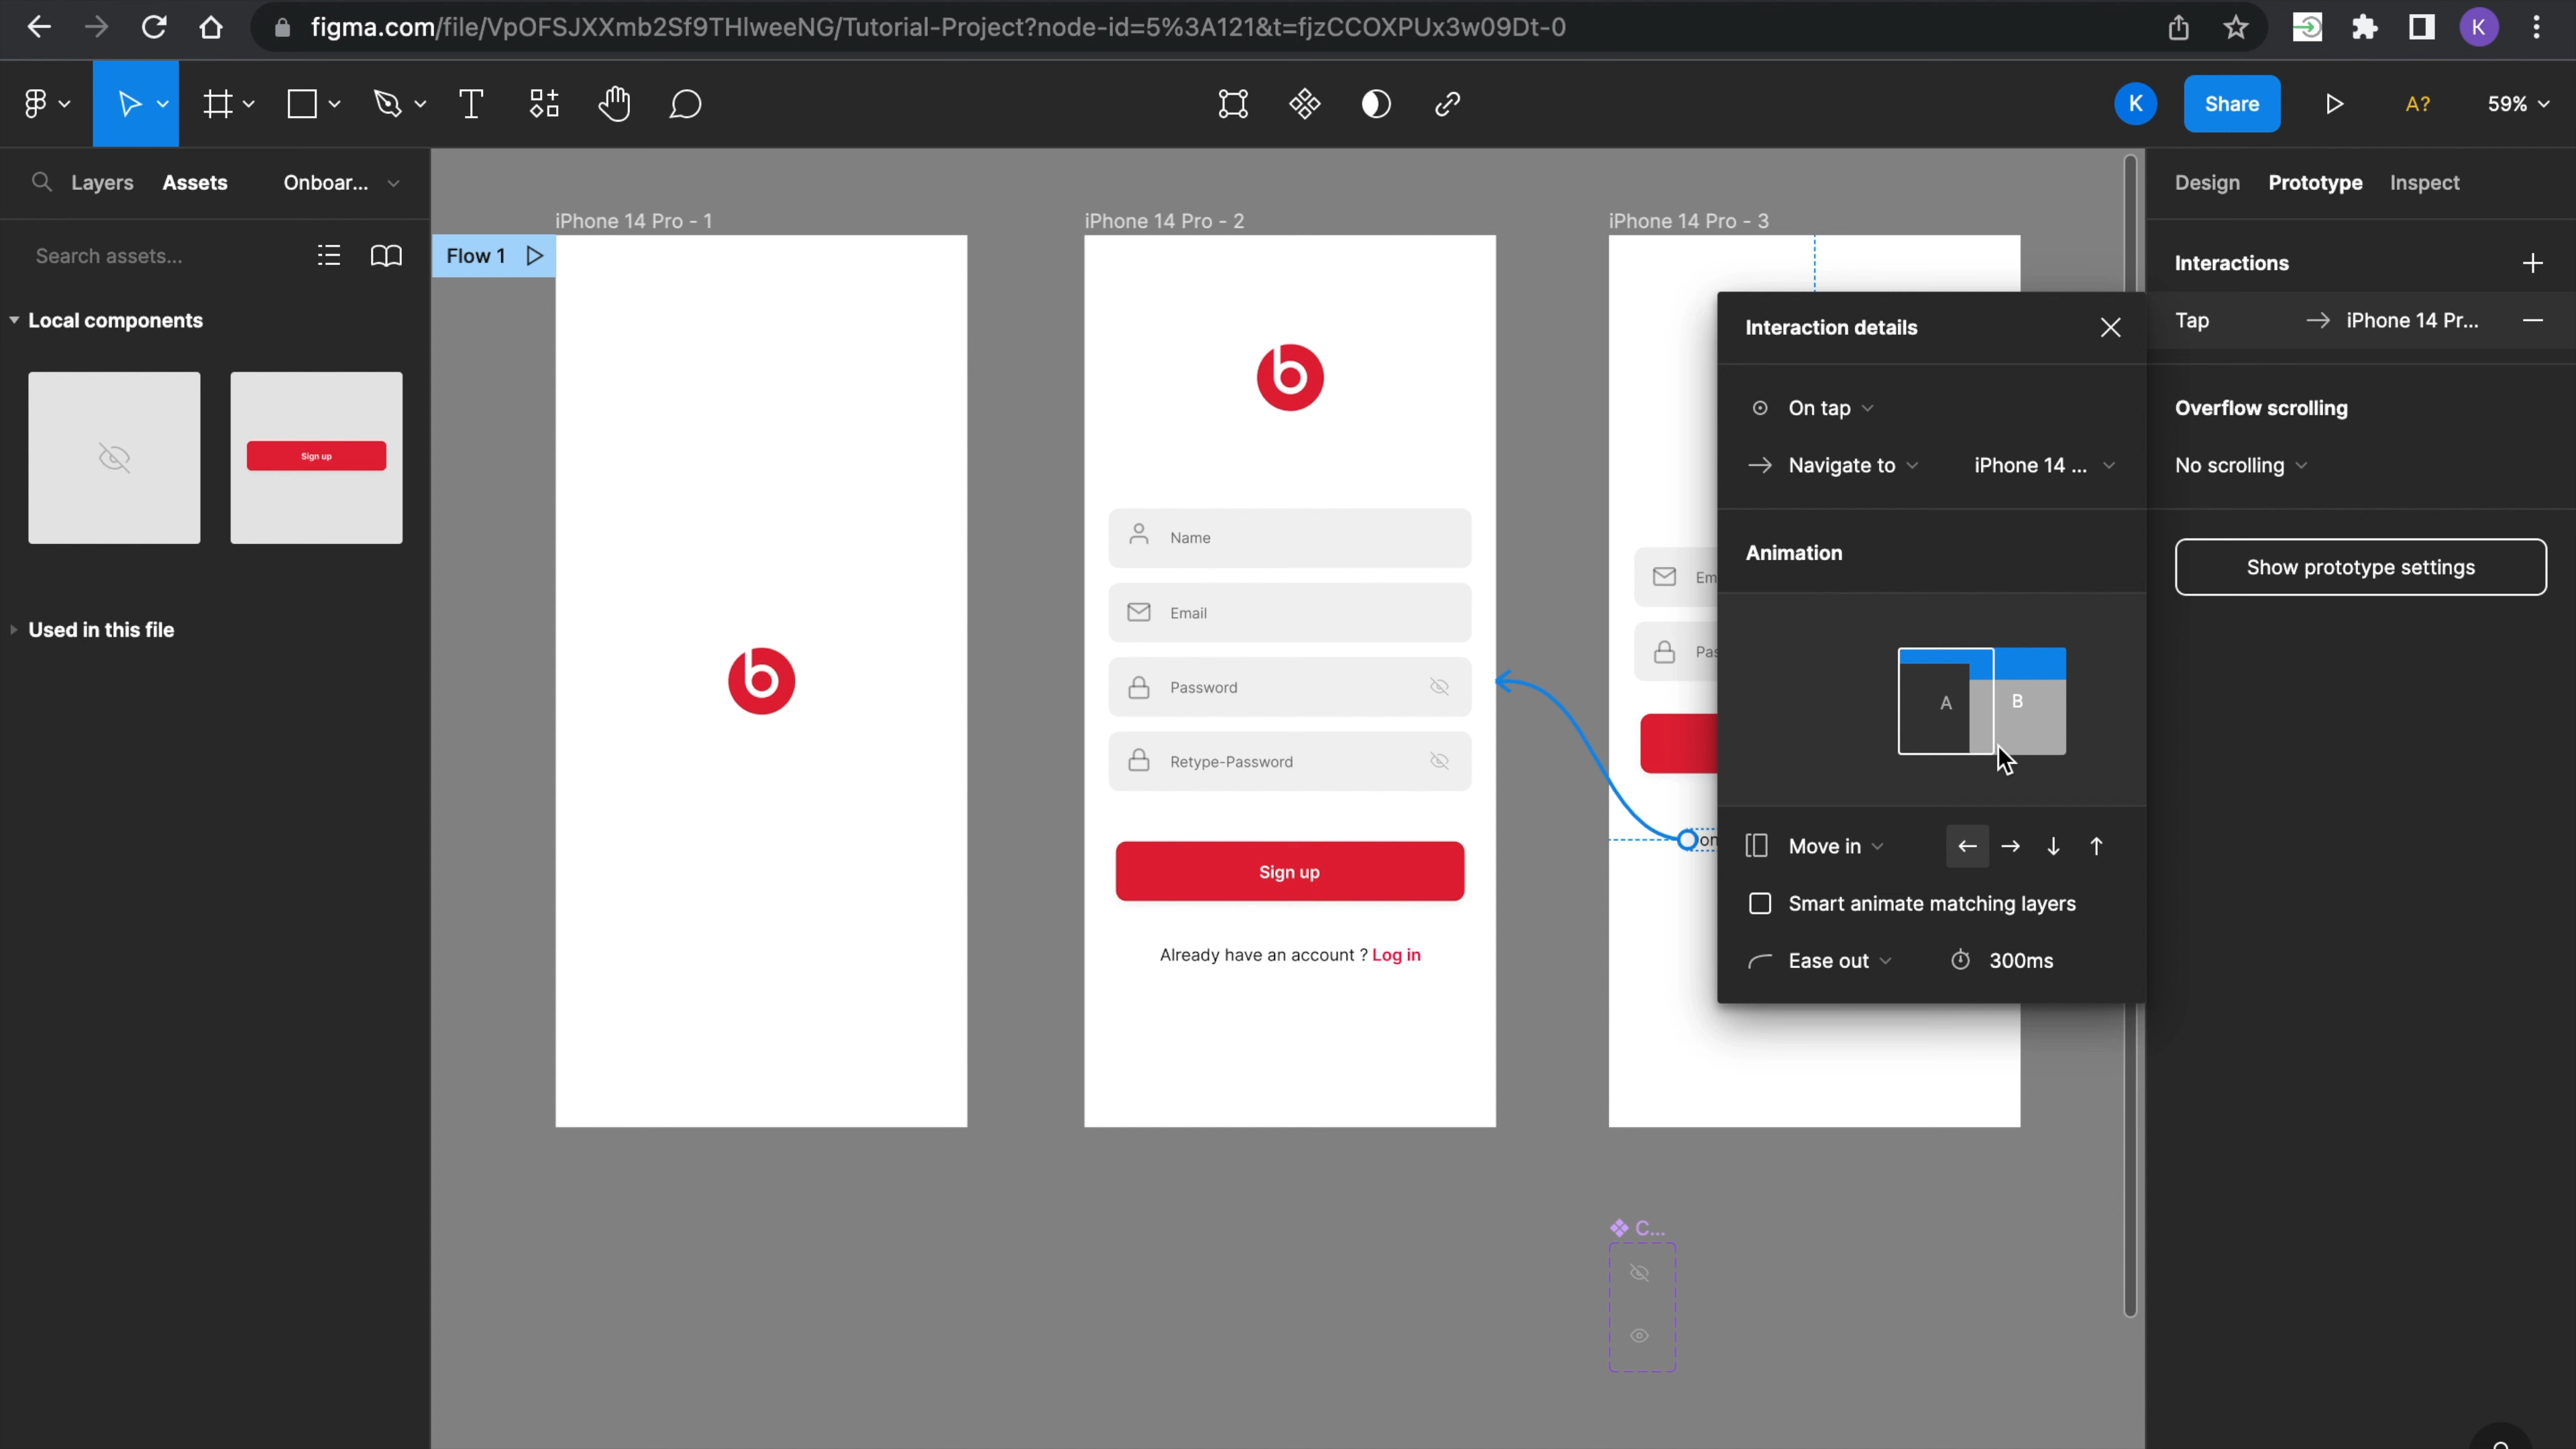 figma.com/file/VpOFSJXXmb2Sf9THlweeNG/Tutorial-Project?node-id=5%3A121&t=fjzCCOXPUx3w09Dt-0
K
K
Share
A?
59%
Layers
Assets
Onboar...
Search assets...
Local components
Sign up
Used in this file
iPhone 14 Pro - 1
iPhone 14 Pro - 2
iPhone 14 Pro - 3
Flow 1
b
b
Name
Email
Password
Retype-Password
Sign up
Already have an account ? Log in
Em
Pas
on
C...
Interaction details
On tap
Navigate to
iPhone 14 ...
Animation
A
B
Move in
Smart animate matching layers
Ease out
300ms
Design
Prototype
Inspect
Interactions
Tap
iPhone 14 Pr...
Overflow scrolling
No scrolling
Show prototype settings